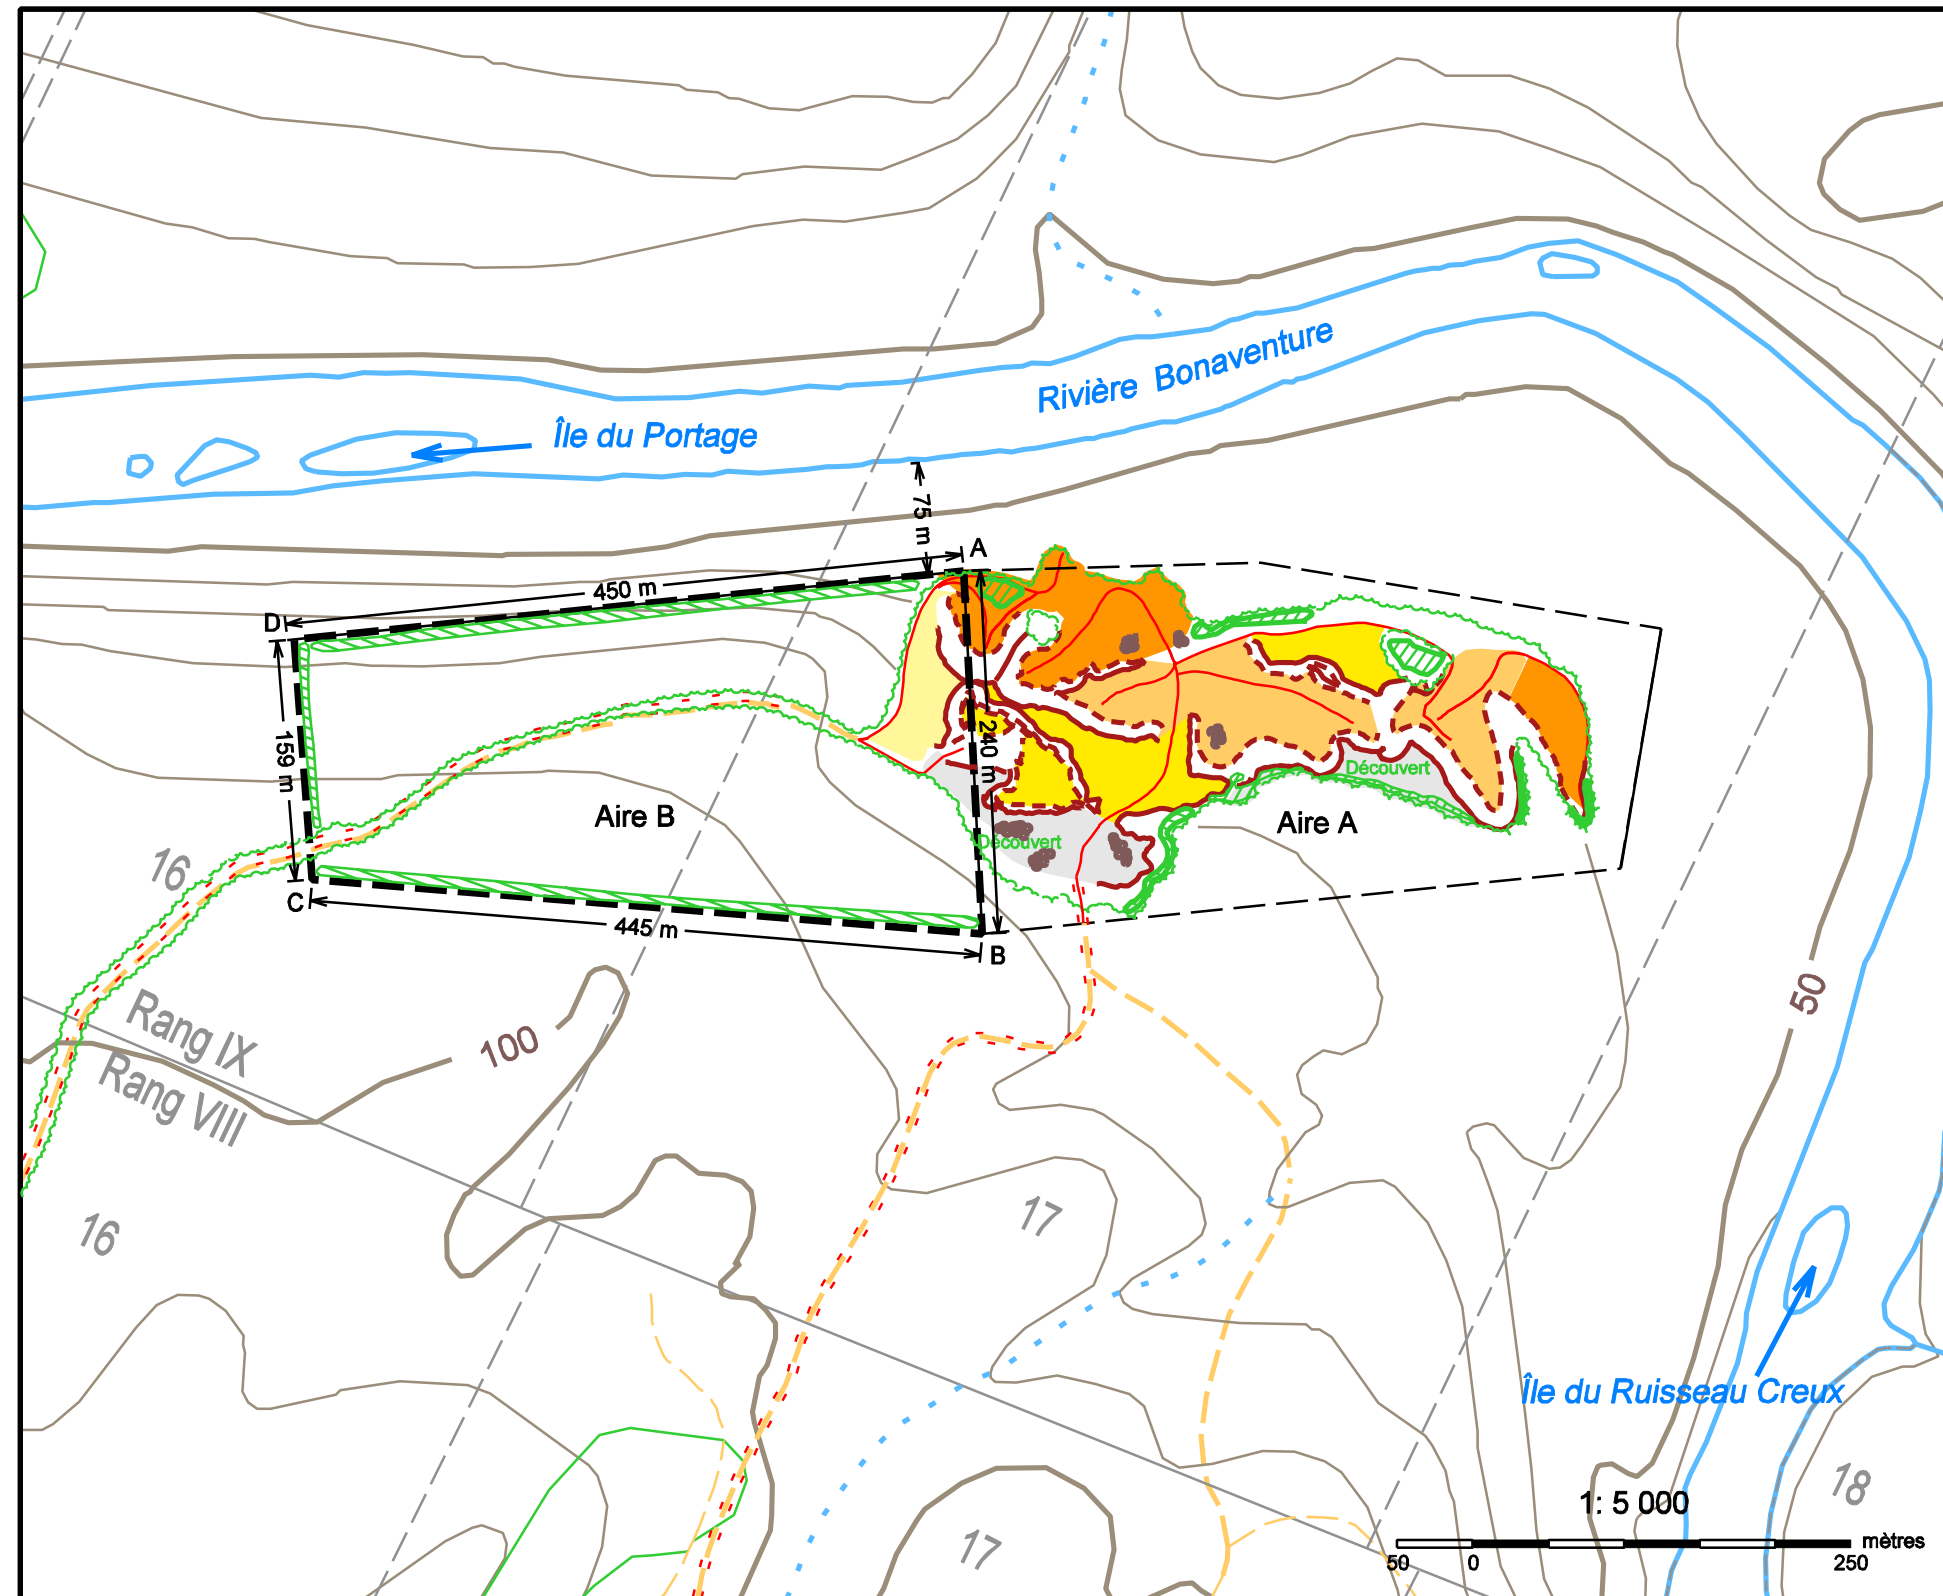 Rivière Bonaventure
Île du Portage
75 m
A
450 m
D
240 m
159 m
Découvert
Aire B
Aire A
Découvert
16
C
445 m
B
Rang IX
100
50
Rang VIII
17
16
Île du Ruisseau Creux
18
1: 5 000
17
mètres
50 0 250